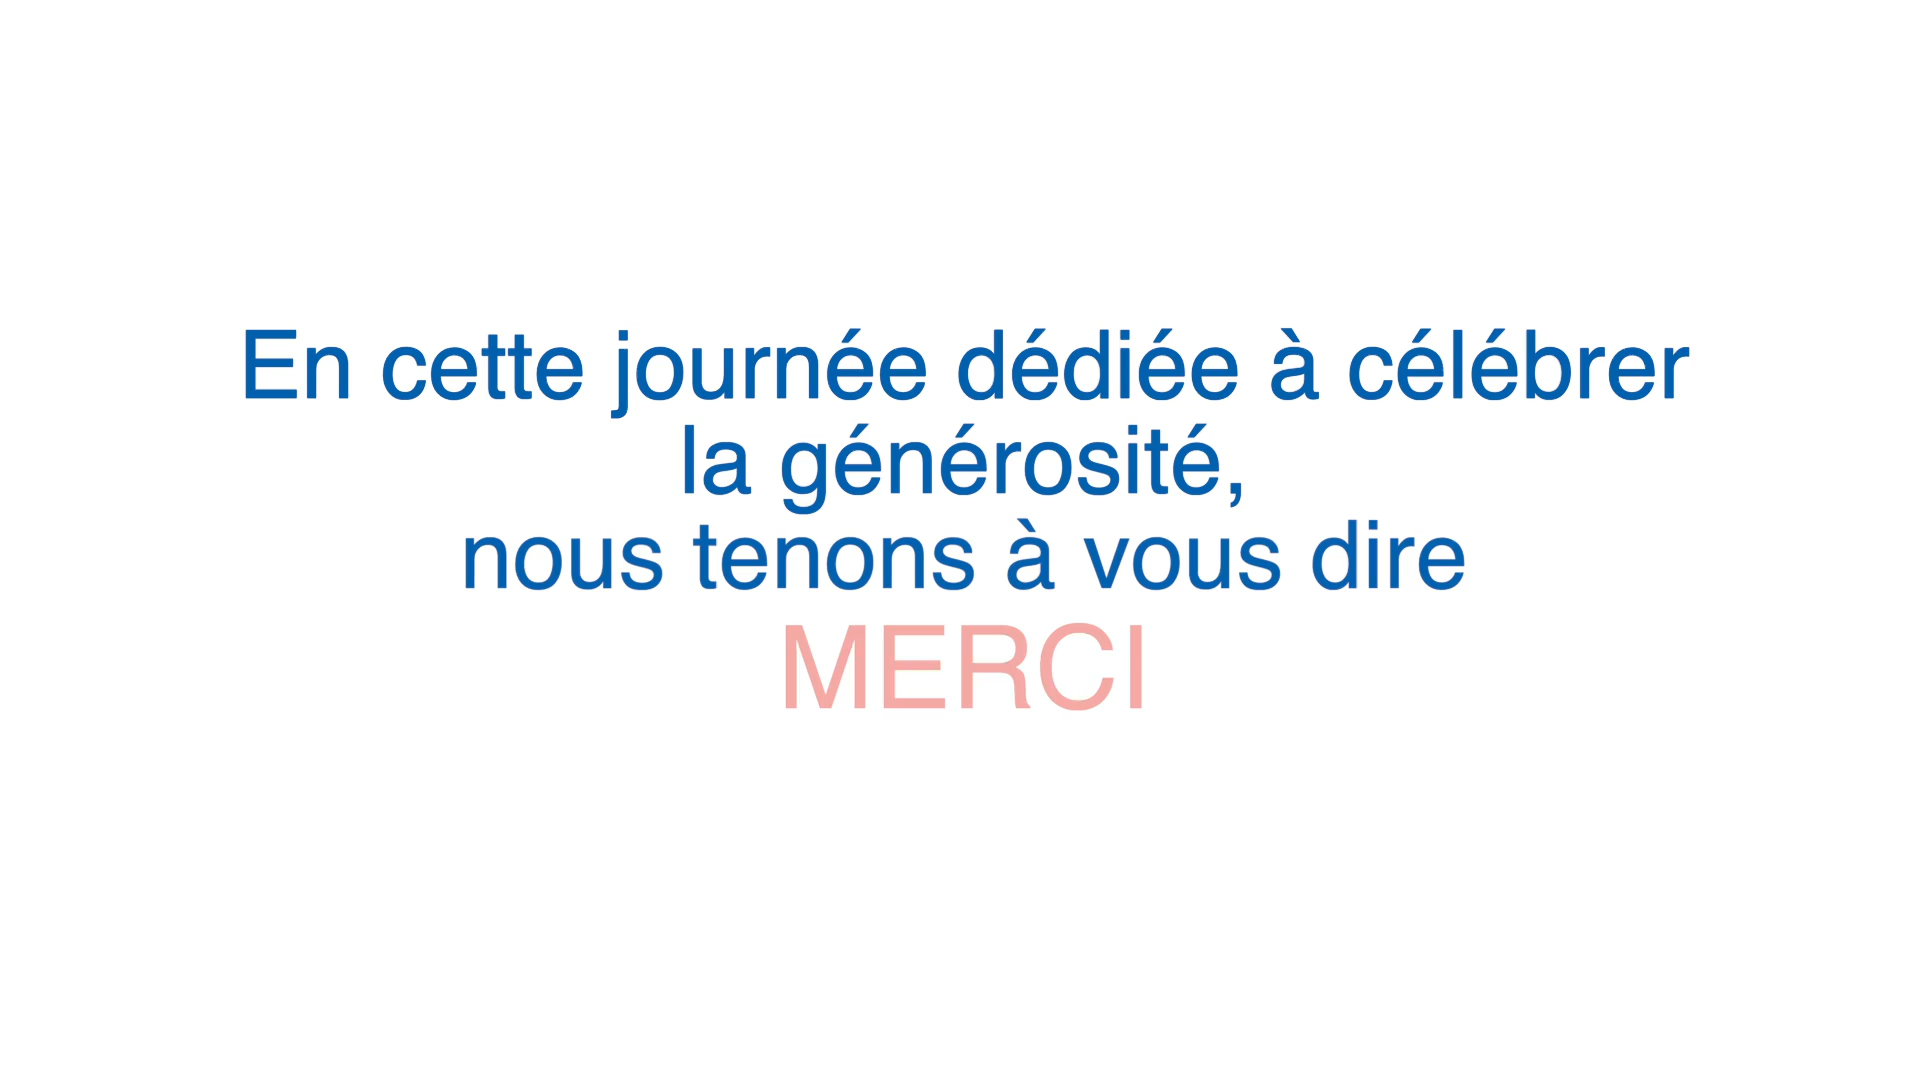 En cette journée dédiée à célébrer
la générosité,
nous tenons à vous dire
MERCI